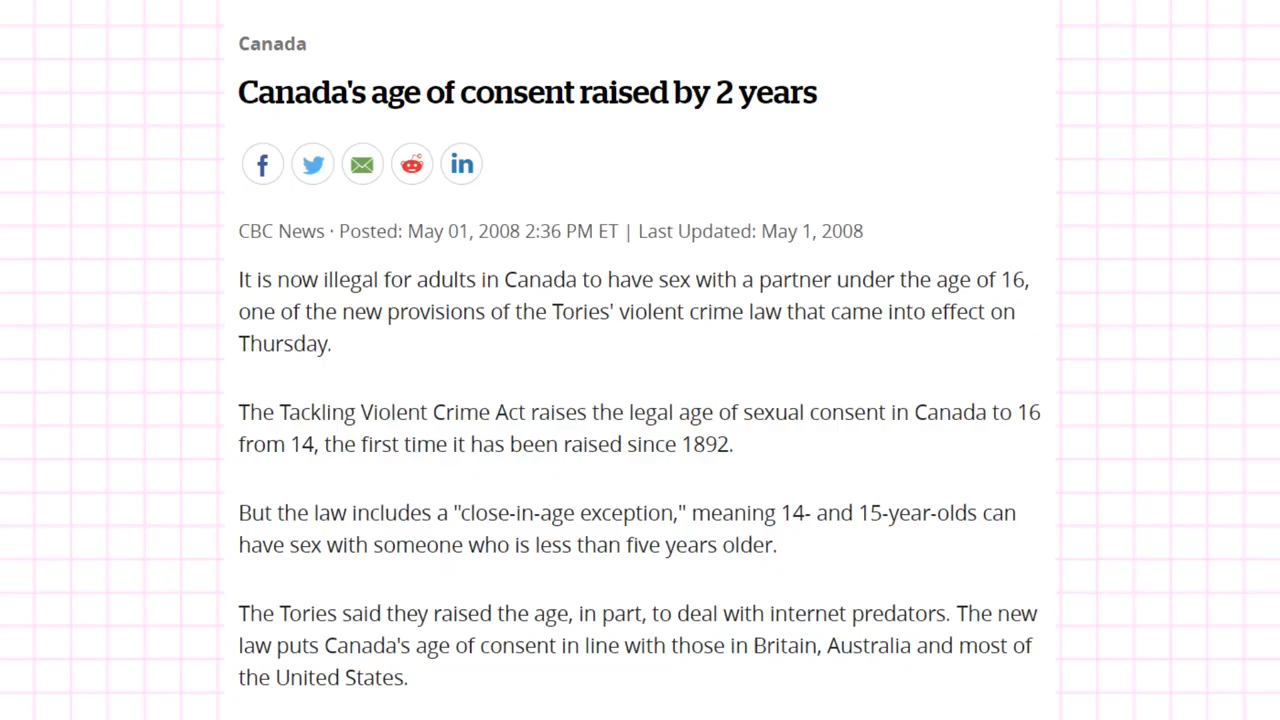 Canada
Canada's age of consent raised by 2 years
CBC News · Posted: May 01, 2008 2:36 PM ET | Last Updated: May 1, 2008
It is now illegal for adults in Canada to have sex with a partner under the age of 16,
one of the new provisions of the Tories' violent crime law that came into effect on
Thursday.
The Tackling Violent Crime Act raises the legal age of sexual consent in Canada to 16
from 14, the first time it has been raised since 1892.
But the law includes a "close-in-age exception," meaning 14- and 15-year-olds can
have sex with someone who is less than five years older.
The Tories said they raised the age, in part, to deal with internet predators. The new
law puts Canada's age of consent in line with those in Britain, Australia and most of
the United States.